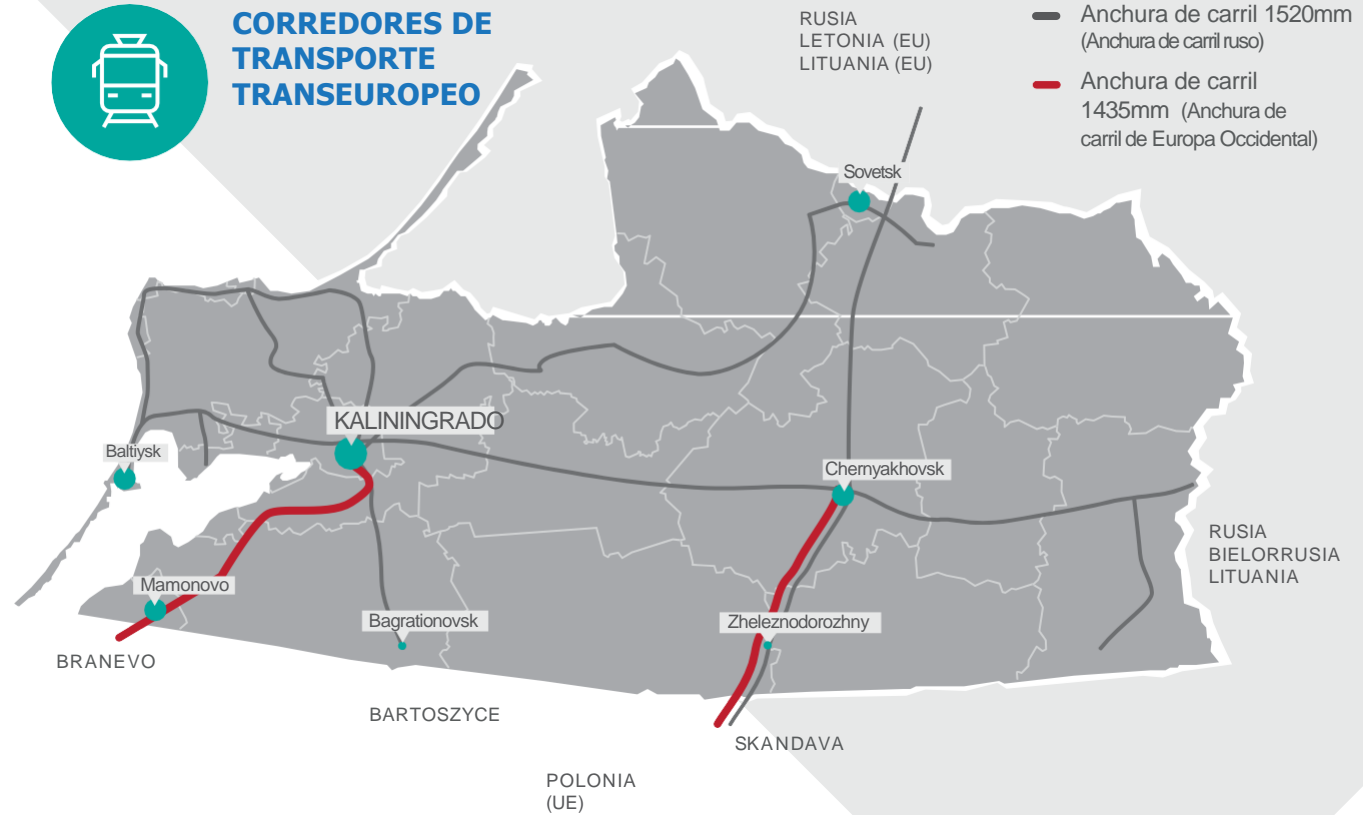 CORREDORES DE
TRANSPORTE
TRANSEUROPEO
RUSIA
LETONIA (EU)
LITUANIA (EU)
Anchura de carril 1520mm
(Anchura de carril ruso)
Anchura de carril
1435mm (Anchura de
carril de Europa Occidental)
Sovetsk
KALININGRADO
Baltiysk
Chernyakhovsk
RUSIA
BIELORRUSIA
LITUANIA
Mamonovo
Bagrationovsk
Zheleznodorozhny
BRANEVO
BARTOSZYCE
SKANDAVA
POLONIA
(UE)